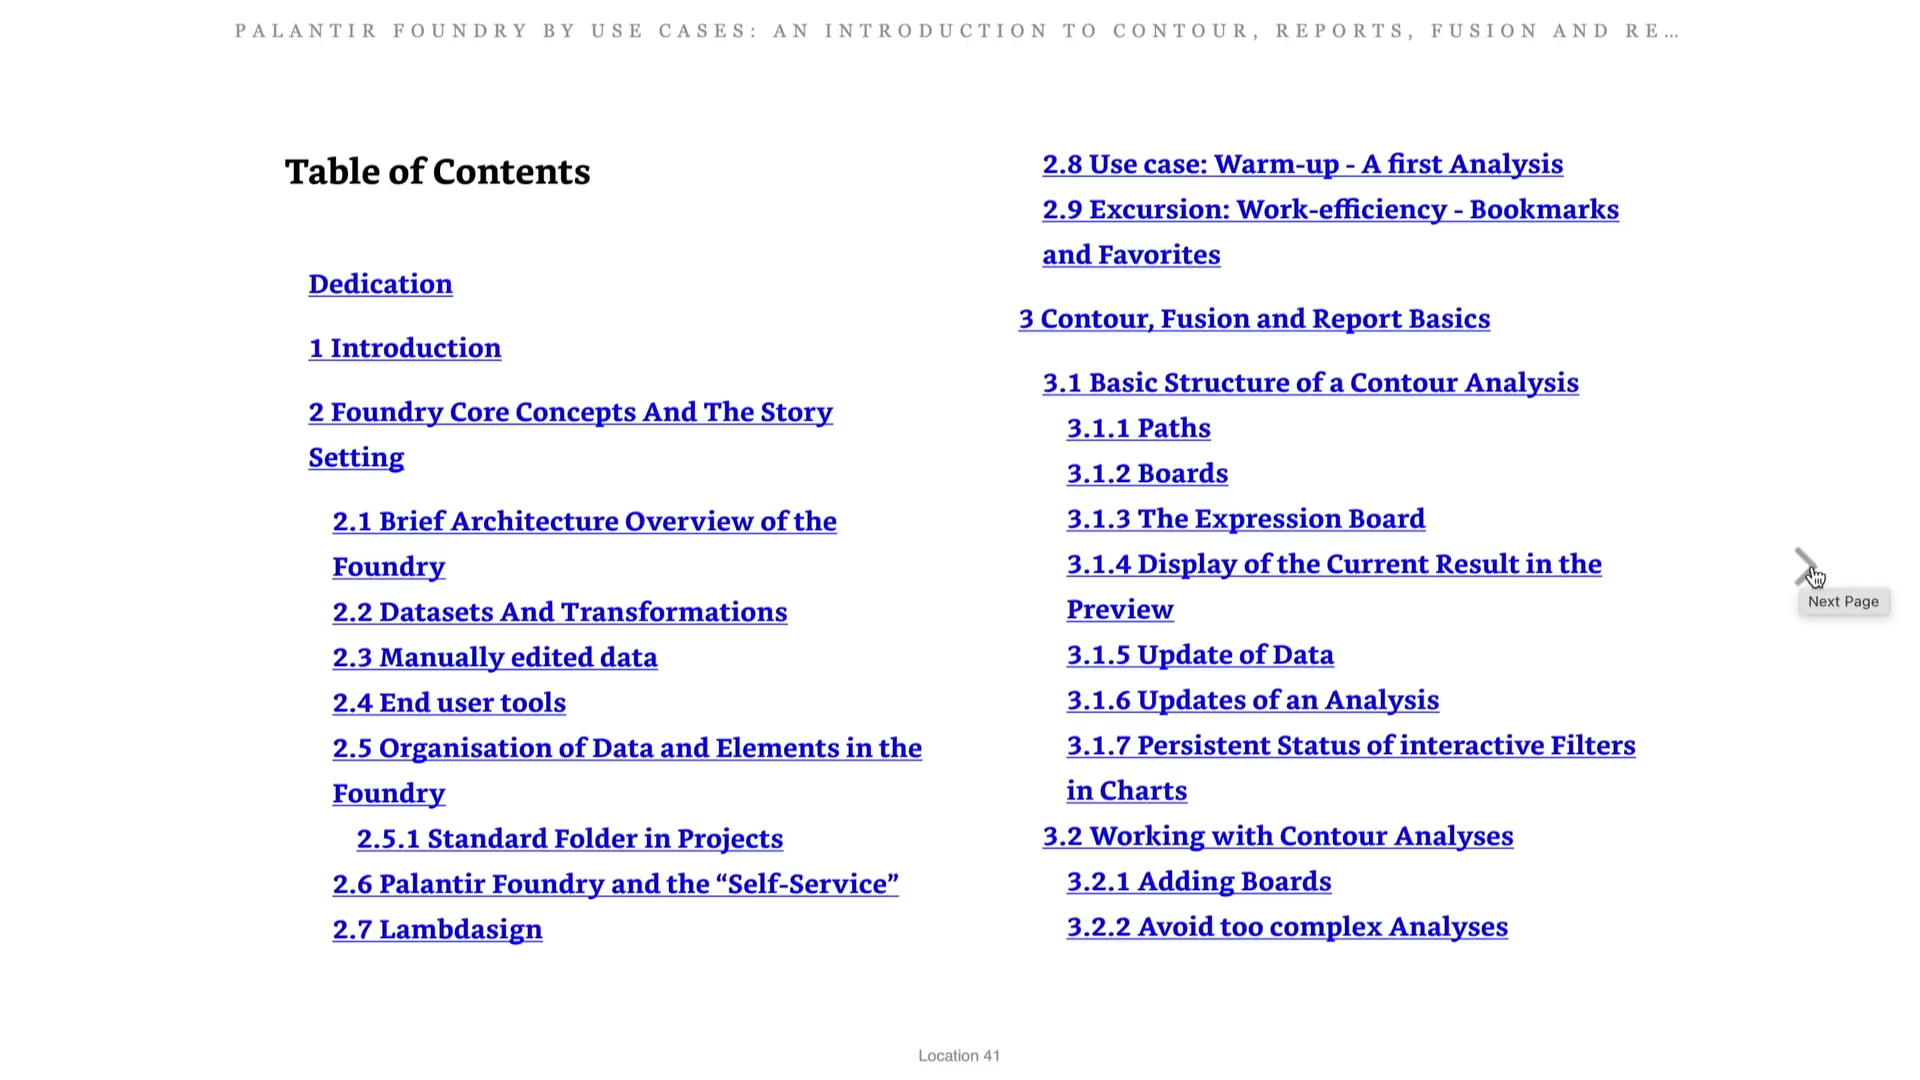 PALANTIR FOUNDRY BY USE CASES: AN INTRODUCTION TO CONTOUR, REPORTS, FUSION AND RE…
Table of Contents
Dedication
1 Introduction
2 Foundry Core Concepts And The Story
Setting
2.1 Brief Architecture Overview of the
Foundry
2.2 Datasets And Transformations
2.3 Manually edited data
2.4 End user tools
2.5 Organisation of Data and Elements in the
Foundry
2.5.1 Standard Folder in Projects
2.6 Palantir Foundry and the “Self-Service”
2.7 Lambdasign
2.8 Use case: Warm-up - A first Analysis
2.9 Excursion: Work-efficiency - Bookmarks
and Favorites
3 Contour, Fusion and Report Basics
3.1 Basic Structure of a Contour Analysis
3.1.1 Paths
3.1.2 Boards
3.1.3 The Expression Board
3.1.4 Display of the Current Result in the
Preview
3.1.5 Update of Data
3.1.6 Updates of an Analysis
3.1.7 Persistent Status of interactive Filters
in Charts
3.2 Working with Contour Analyses
3.2.1 Adding Boards
3.2.2 Avoid too complex Analyses
Next Page
Location 41